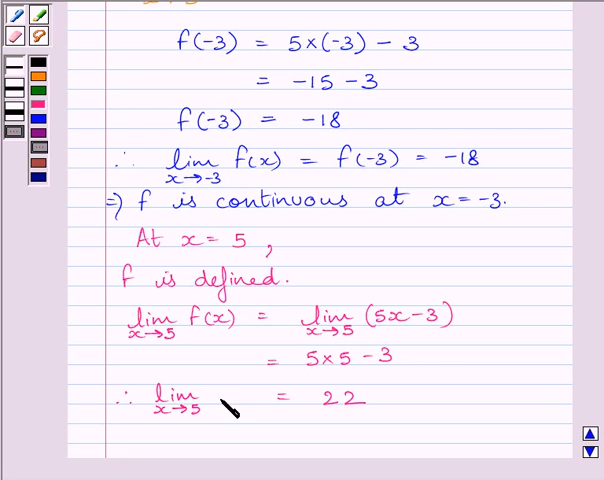 f(-3) = 5×(-3) - 3
= -15 - 3
f(-3) = -18
∴ lim x→-3 f(x) = f(-3) = -18
⇒ f is continuous at x = -3.
At x = 5,
f is defined.
lim x→5 f(x) = lim x→5 (5x - 3)
= 5×5 - 3
∴ lim x→5 = 22